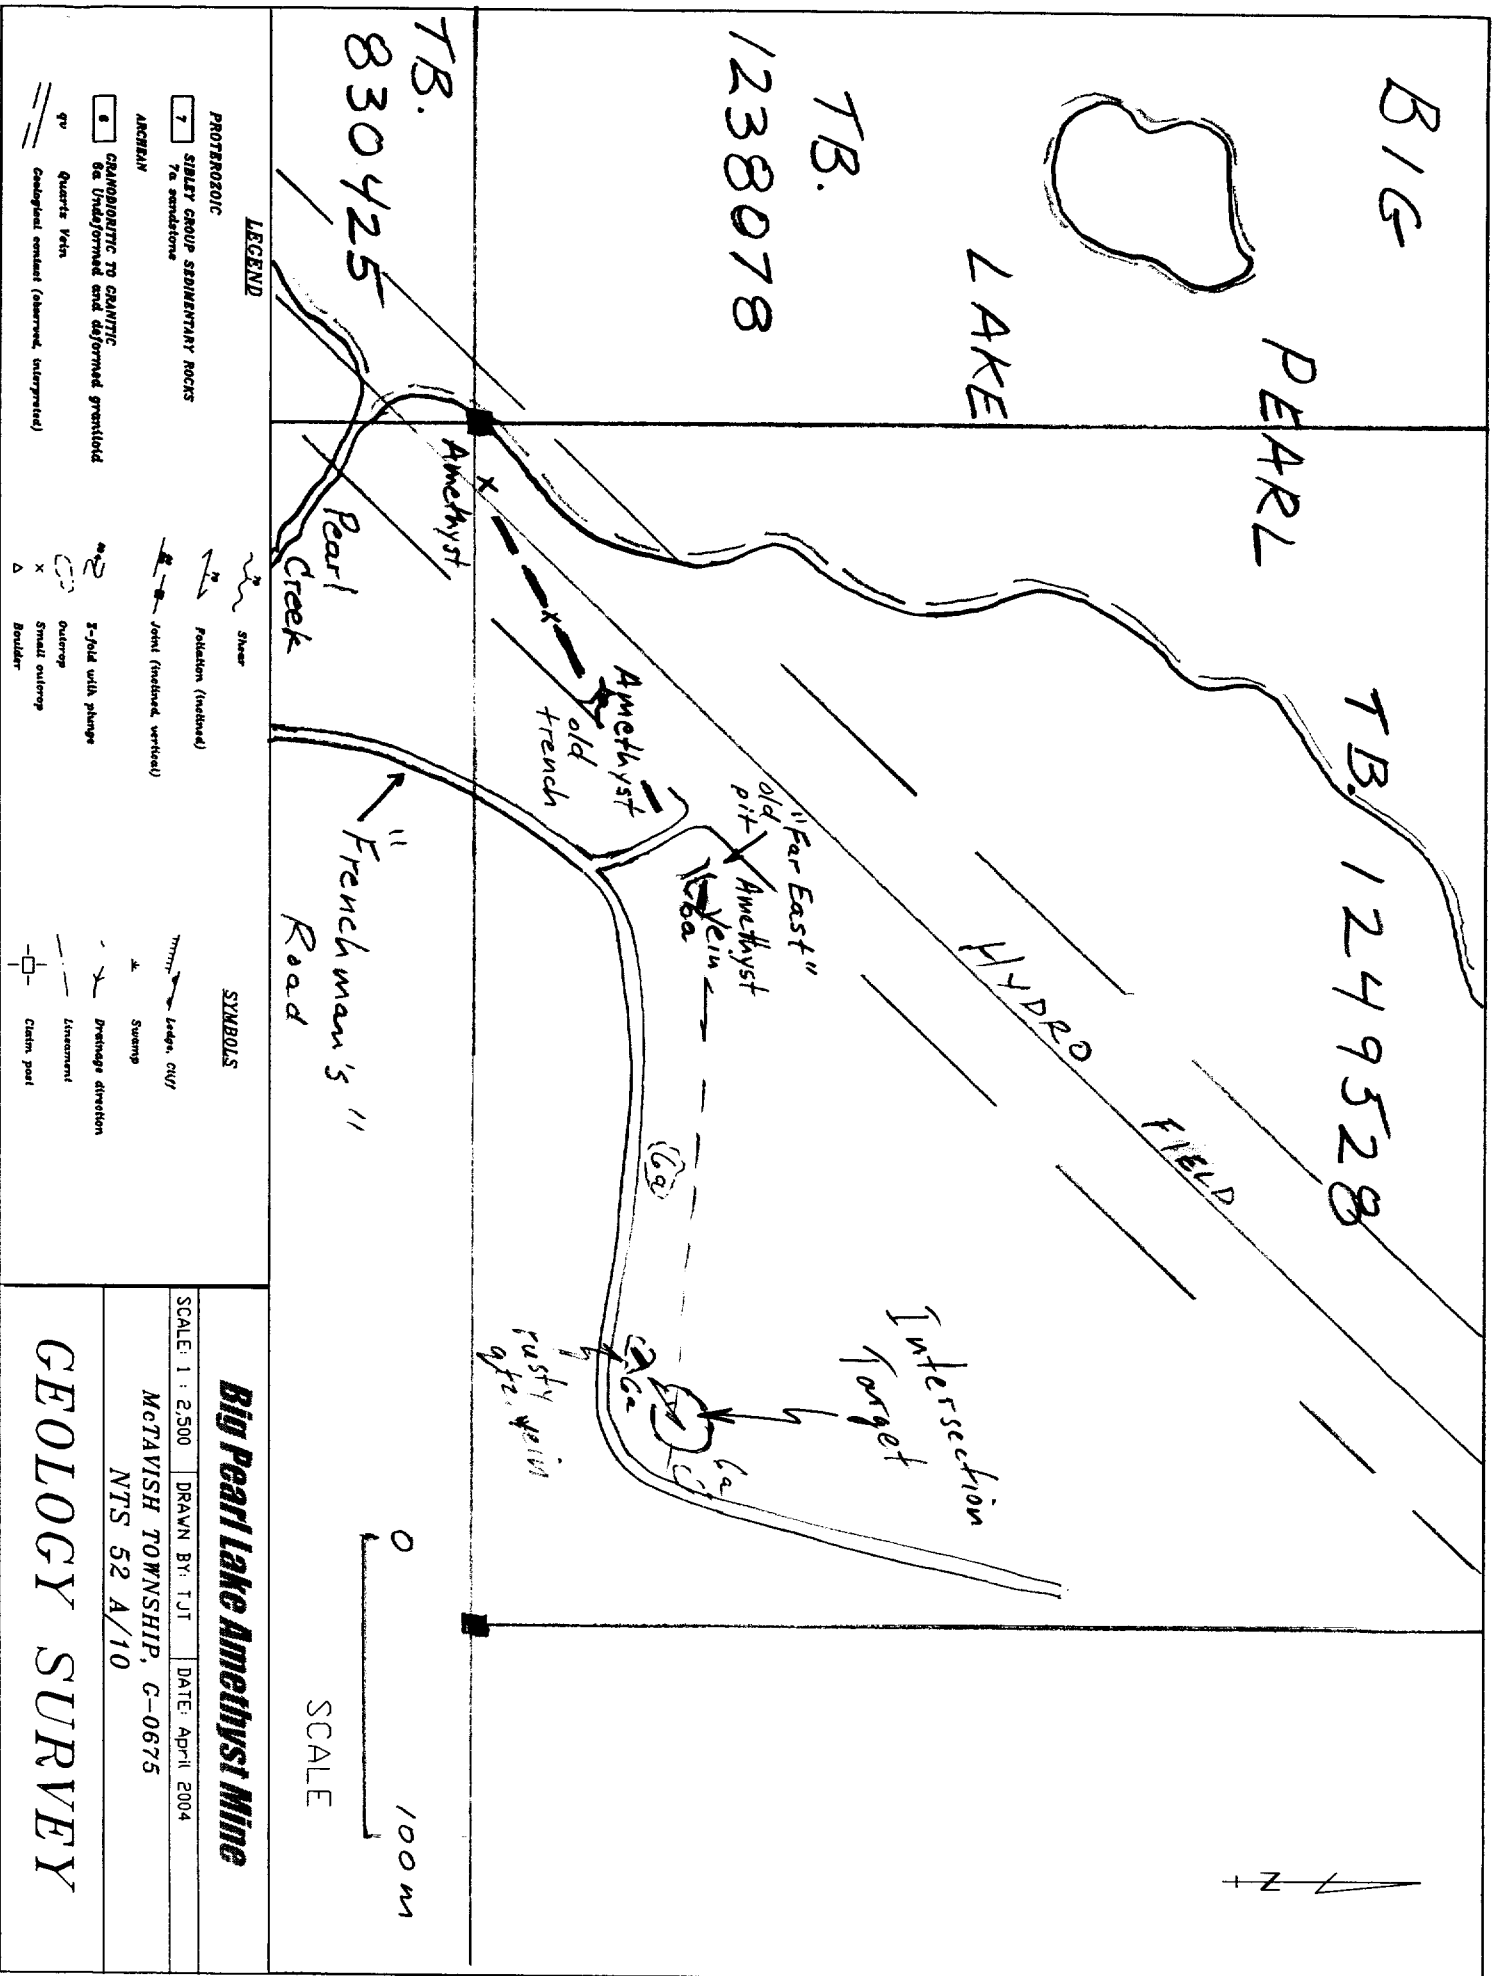 BIG
PEARL
LAKE
TB.
1238078
TB. 1249528
HYDRO
FIELD
Intersection
Target
"Far East"
old
pit
Amethyst
Vein
6a
6a
6a
6a
rusty
qtz. vein
Amethyst
old
trench
x
x
Amethyst
TB.
830425
Pearl
Creek
"Frenchman's"
Road
N
0
100 m
SCALE
LEGEND
PROTEROZOIC
7 SIBLEY GROUP SEDIMENTARY ROCKS
7a sandstone
ARCHEAN
6 GRANODIORITIC TO GRANITIC
6a Undeformed and deformed granitoid
qv Quartz Vein
Geological contact (observed, interpreted)
SYMBOLS
Shear
Foliation (inclined)
Joint (inclined, vertical)
Z-fold with plunge
Outcrop
x Small outcrop
Boulder
Ledge, Cliff
Swamp
Drainage direction
Lineament
Claim post
Big Pearl Lake Amethyst Mine
SCALE: 1 : 2,500 DRAWN BY: TJT DATE: April 2004
McTAVISH TOWNSHIP, G-0675
NTS 52 A/10
GEOLOGY SURVEY